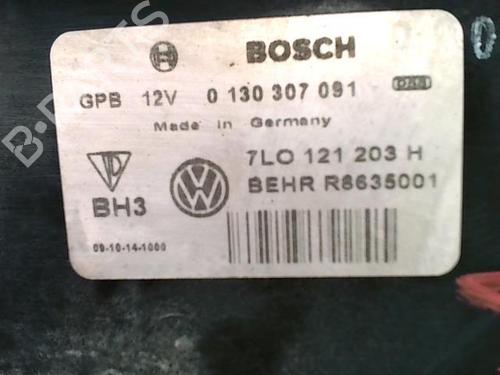 BOSCH
GPB 12V 0 130 307 091
Made in Germany
7LO 121 203 H
BEHR R8635001
BH3
09-10-14-1000
B-PARTS